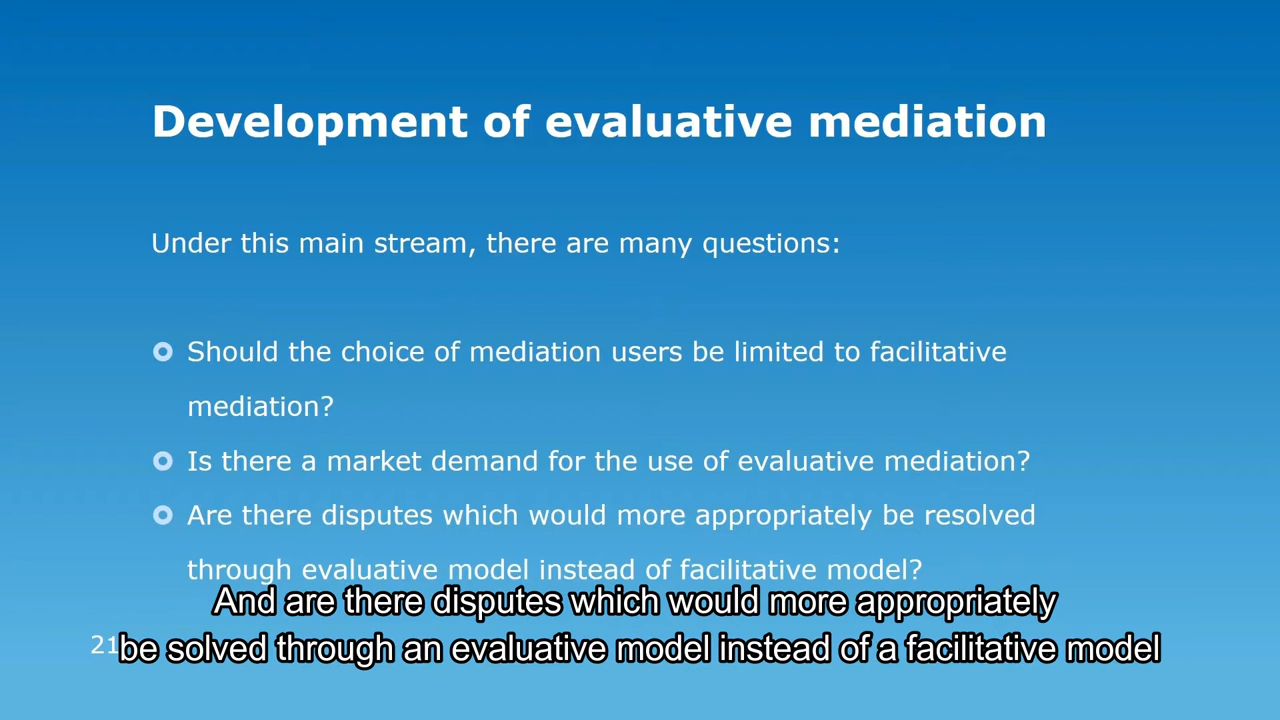 Development of evaluative mediation
Under this main stream, there are many questions:
Should the choice of mediation users be limited to facilitative
mediation?
Is there a market demand for the use of evaluative mediation?
Are there disputes which would more appropriately be resolved
through evaluative model instead of facilitative model?
And are there disputes which would more appropriately
be solved through an evaluative model instead of a facilitative model
21